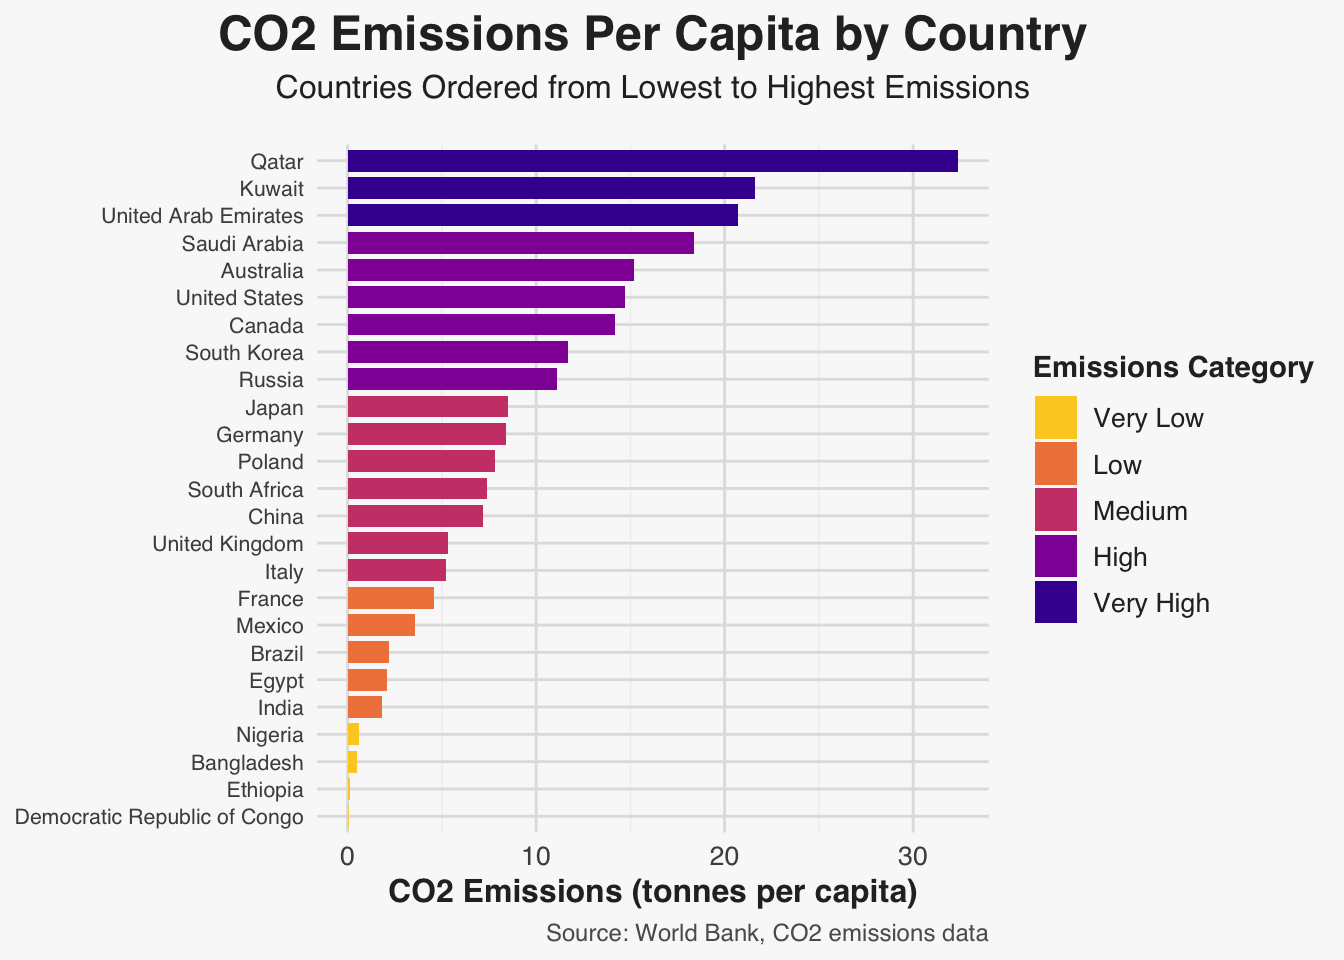 CO2 Emissions Per Capita by Country
Countries Ordered from Lowest to Highest Emissions
Qatar
Kuwait
United Arab Emirates
Saudi Arabia
Australia
United States
Canada
South Korea
Russia
Japan
Germany
Poland
South Africa
China
United Kingdom
Italy
France
Mexico
Brazil
Egypt
India
Nigeria
Bangladesh
Ethiopia
Democratic Republic of Congo
0 10 20 30
CO2 Emissions (tonnes per capita)
Source: World Bank, CO2 emissions data
Emissions Category
Very Low
Low
Medium
High
Very High